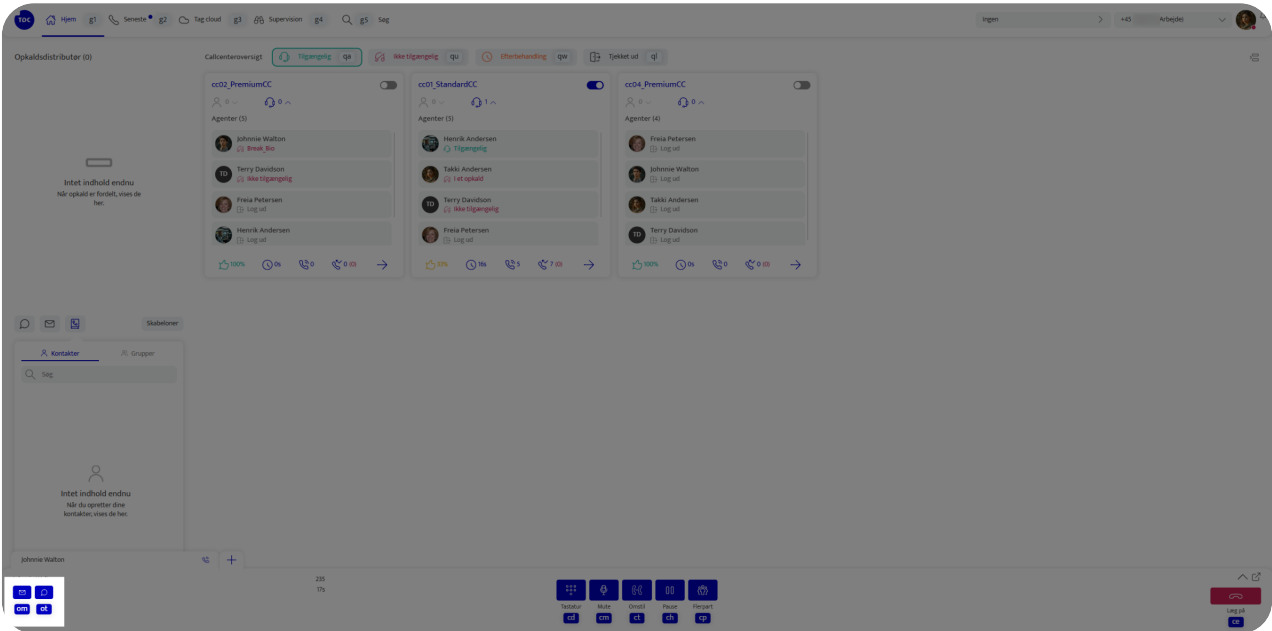 TDC Hjem g1 Seneste g2 Tag cloud g3 Supervision g4 g5 Søg Ingen +45 Arbejde)
Opkaldsdistributør (0) Callcenteroversigt Tilgængelig qa Ikke tilgængelig qu Efterbehandling qw Tjekket ud ql
cc02_PremiumCC cc01_StandardCC cc04_PremiumCC
0 0 0 1 0 0
Agenter (5) Agenter (5) Agenter (4)
Johnnie Walton Henrik Andersen Freia Petersen
Break_Bio Tilgængelig Log ud
TD Terry Davidson Takki Andersen Johnnie Walton
Ikke tilgængelig I et opkald Log ud
Intet indhold endnu
Når opkald er fordelt, vises de
her.
Freia Petersen TD Terry Davidson Takki Andersen
Log ud Ikke tilgængelig Log ud
Henrik Andersen Freia Petersen TD Terry Davidson
Log ud Log ud Log ud
100% 0s 0 0 (0) 16s 5 7 (0) 100% 0s 0 0 (0)
Skabeloner
Kontakter Grupper
Søg
Intet indhold endnu
Når du opretter dine
kontakter, vises de her.
Johnnie Walton
235
17s
Tastatur Mute Omstil Pause Flerpart Læg på
om ot cd cm ct ch cp ce